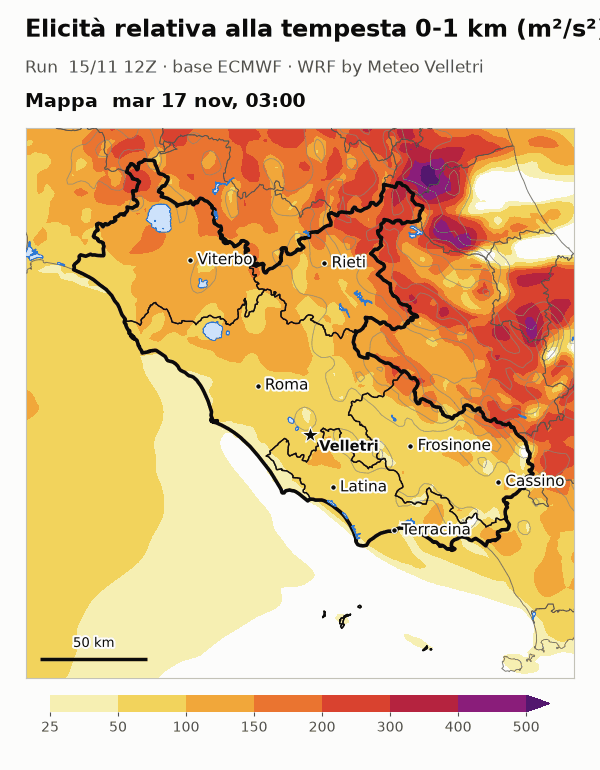 Elicità relativa alla tempesta 0-1 km (m²/s²)
Run 15/11 12Z · base ECMWF · WRF by Meteo Velletri
Mappa mar 17 nov, 03:00
Viterbo
Rieti
Roma
Velletri
Frosinone
Cassino
Latina
Terracina
50 km
25 50 100 150 200 300 400 500